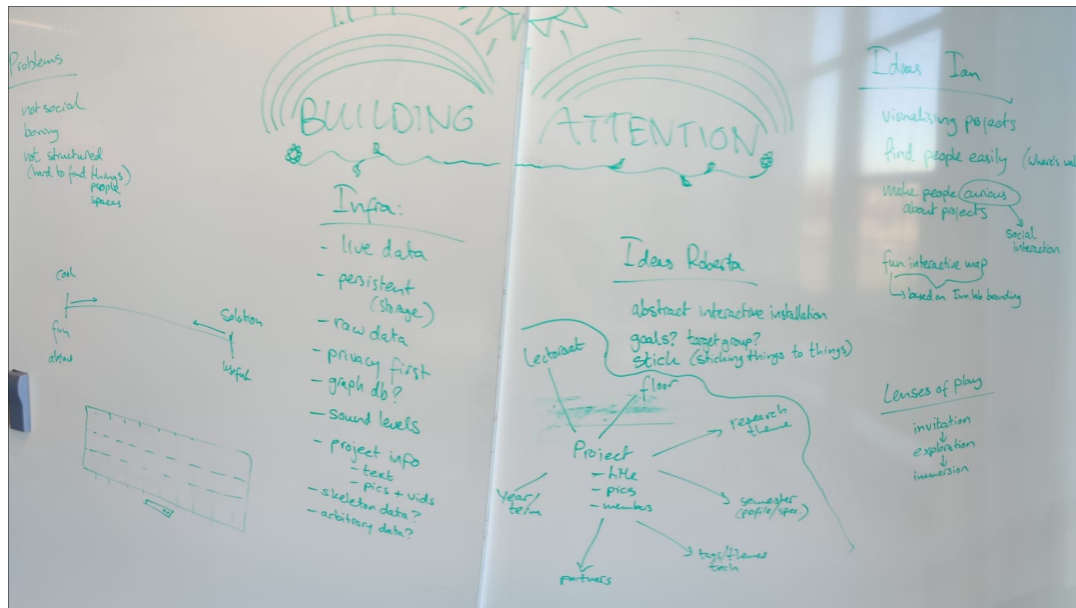 Problems
not social
boring
not structured
(hard to find things)
people
spaces
cool
fun
solution
useful
BUILDING ATTENTION
Infra:
- live data
- persistent
(storage)
- raw data
- privacy first
- graph db?
- sound levels
- project info
- text
- pics + vids
- skeleton data?
- arbitrary data?
Ideas Roberta
abstract interactive installation
goals? target group?
stick (sticking things to things)
Lectoraat
floor
research
theme
Project
- title
- pics
- members
year/
term
semester
(profile/spec.)
tags/themes
tech
partners
Ideas Ian
visualising projects
find people easily (where's
make people curious
about projects
social
interaction
fun interactive map
based on branding
Lenses of play
invitation
exploration
immersion